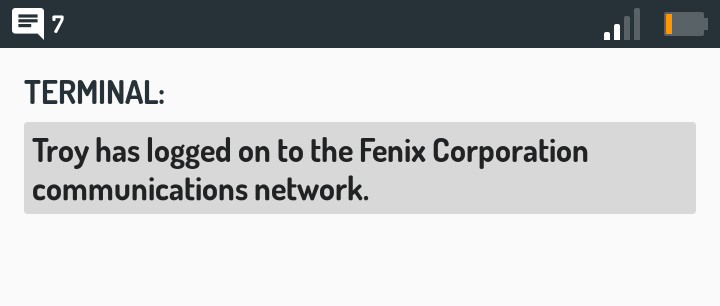 7
TERMINAL:
Troy has logged on to the Fenix Corporation
communications network.